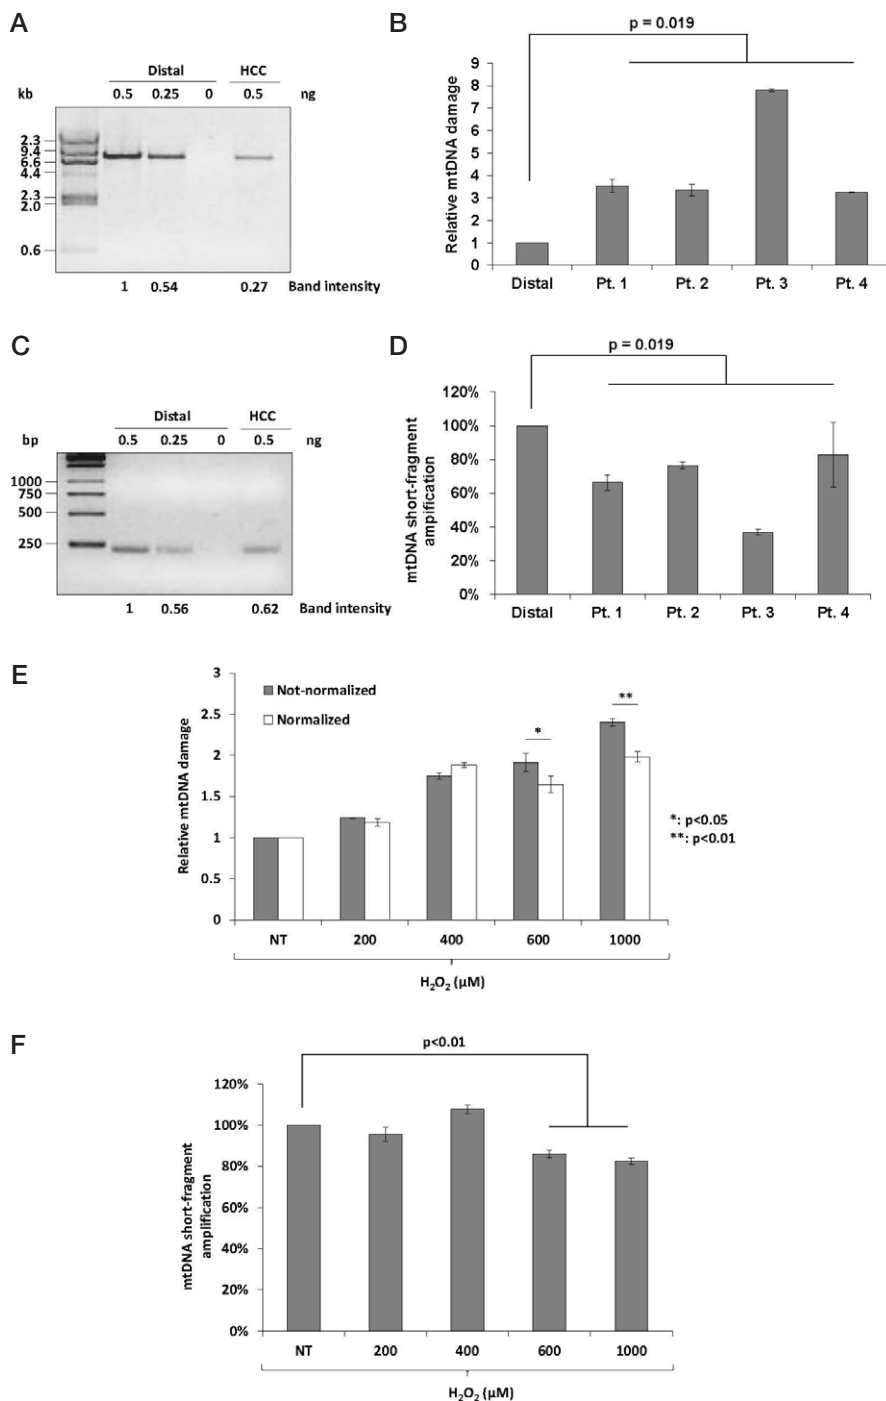 A
Distal HCC
kb 0.5 0.25 0 0.5 ng
2.3
9.4
6.6
4.4
2.3
2.0
0.6
1 0.54 0.27 Band intensity
B
p = 0.019
Relative mtDNA damage
9
8
7
6
5
4
3
2
1
0
Distal Pt. 1 Pt. 2 Pt. 3 Pt. 4
C
Distal HCC
bp 0.5 0.25 0 0.5 ng
1000
750
500
250
1 0.56 0.62 Band intensity
D
p = 0.019
mtDNA short-fragment
ampification
120%
100%
80%
60%
40%
20%
0%
Distal Pt. 1 Pt. 2 Pt. 3 Pt. 4
E
Relative mtDNA damage
3
2.5
2
1.5
1
0.5
0
Not-normalized
Normalized
*
**
*: p<0.05
**: p<0.01
NT 200 400 600 1000
H₂O₂ (μM)
F
p<0.01
mtDNA short-fragment
amplification
120%
100%
80%
60%
40%
20%
0%
NT 200 400 600 1000
H₂O₂ (μM)